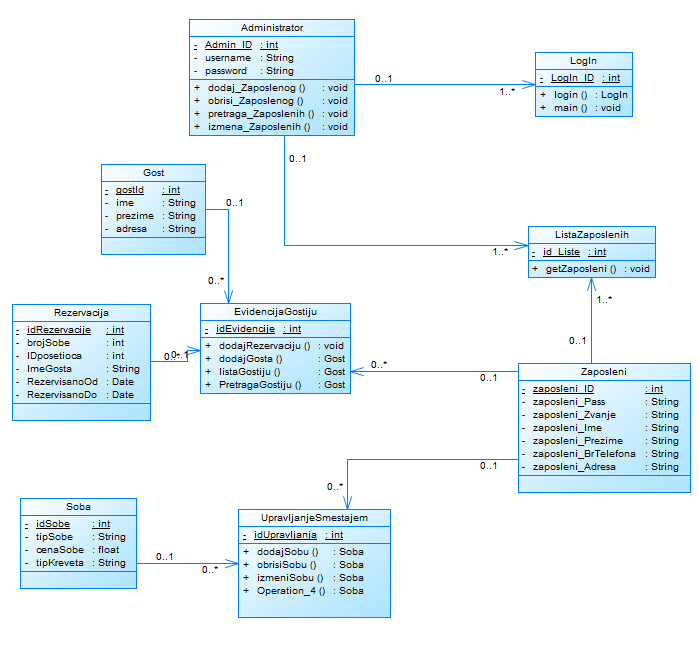 Administrator
- Admin_ID : int
- username : String
- password : String
+ dodaj_Zaposlenog () : void
+ obrisi_Zaposlenog () : void
+ pretraga_Zaposlenih () : void
+ izmena_Zaposlenih () : void
0..1
1..*
LogIn
- LogIn_ID : int
+ login () : LogIn
+ main () : void
0..1
1..*
Gost
- gostId : int
- ime : String
- prezime : String
- adresa : String
0..1
0..*
ListaZaposlenih
- id_Liste : int
+ getZaposleni () : void
1..*
0..1
Rezervacija
- idRezervacije : int
- brojSobe : int
- IDposetioca : int
- ImeGosta : String
- RezervisanoOd : Date
- RezervisanoDo : Date
0..*
0..1
EvidencijaGostiju
- idEvidencije : int
+ dodajRezervaciju () : void
+ dodajGosta () : Gost
+ listaGostiju () : Gost
+ PretragaGostiju () : Gost
0..*
0..1
Zaposleni
- zaposleni_ID : int
- zaposleni_Pass : String
- zaposleni_Zvanje : String
- zaposleni_Ime : String
- zaposleni_Prezime : String
- zaposleni_BrTelefona : String
- zaposleni_Adresa : String
0..1
0..*
Soba
- idSobe : int
- tipSobe : String
- cenaSobe : float
- tipKreveta : String
0..1
0..*
UpravljanjeSmestajem
- idUpravljanja : int
+ dodajSobu () : Soba
+ obrisiSobu () : Soba
+ izmeniSobu () : Soba
+ Operation_4 () : Soba